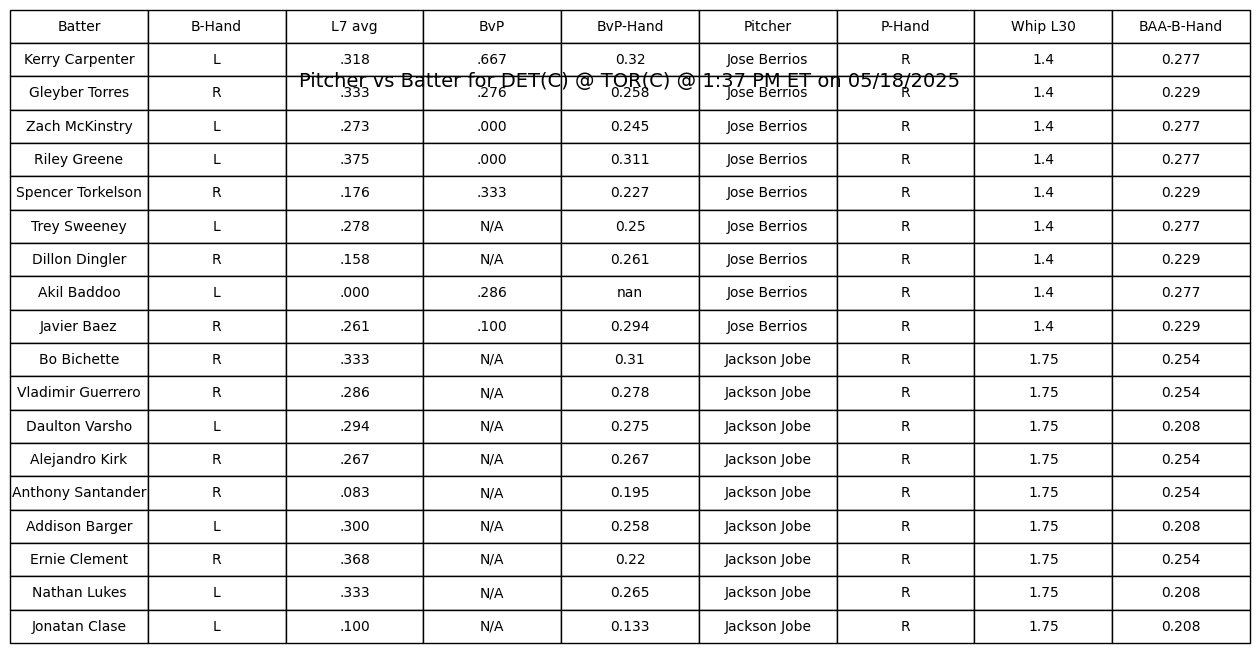 Batter B-Hand L7 avg BvP BvP-Hand Pitcher P-Hand Whip L30 BAA-B-Hand
Kerry Carpenter L .318 .667 0.32 Jose Berrios R 1.4 0.277
Pitcher vs Batter for DET(C) @ TOR(C) @ 1:37 PM ET on 05/18/2025
Gleyber Torres R .333 .276 0.258 Jose Berrios R 1.4 0.229
Zach McKinstry L .273 .000 0.245 Jose Berrios R 1.4 0.277
Riley Greene L .375 .000 0.311 Jose Berrios R 1.4 0.277
Spencer Torkelson R .176 .333 0.227 Jose Berrios R 1.4 0.229
Trey Sweeney L .278 N/A 0.25 Jose Berrios R 1.4 0.277
Dillon Dingler R .158 N/A 0.261 Jose Berrios R 1.4 0.229
Akil Baddoo L .000 .286 nan Jose Berrios R 1.4 0.277
Javier Baez R .261 .100 0.294 Jose Berrios R 1.4 0.229
Bo Bichette R .333 N/A 0.31 Jackson Jobe R 1.75 0.254
Vladimir Guerrero R .286 N/A 0.278 Jackson Jobe R 1.75 0.254
Daulton Varsho L .294 N/A 0.275 Jackson Jobe R 1.75 0.208
Alejandro Kirk R .267 N/A 0.267 Jackson Jobe R 1.75 0.254
Anthony Santander R .083 N/A 0.195 Jackson Jobe R 1.75 0.254
Addison Barger L .300 N/A 0.258 Jackson Jobe R 1.75 0.208
Ernie Clement R .368 N/A 0.22 Jackson Jobe R 1.75 0.254
Nathan Lukes L .333 N/A 0.265 Jackson Jobe R 1.75 0.208
Jonatan Clase L .100 N/A 0.133 Jackson Jobe R 1.75 0.208